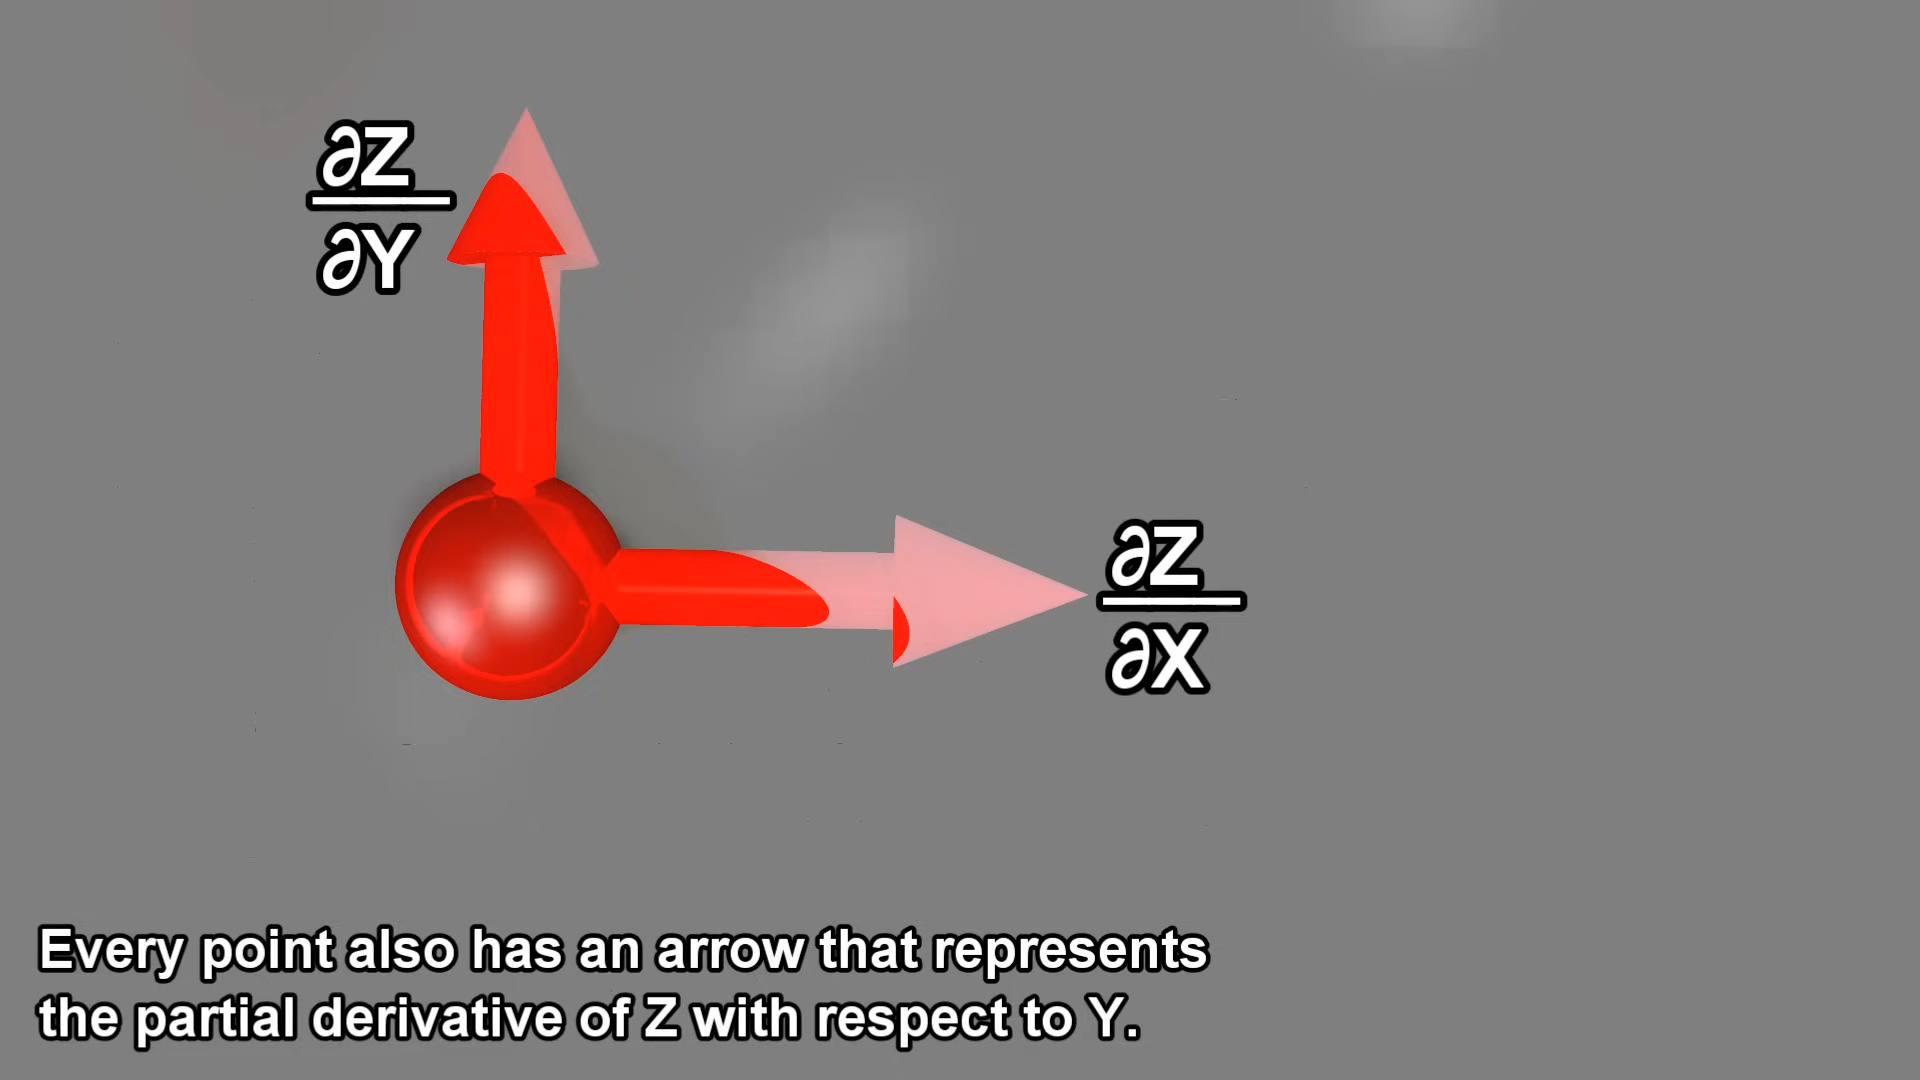 ∂Z
∂Y
∂Z
∂X
Every point also has an arrow that represents
the partial derivative of Z with respect to Y.